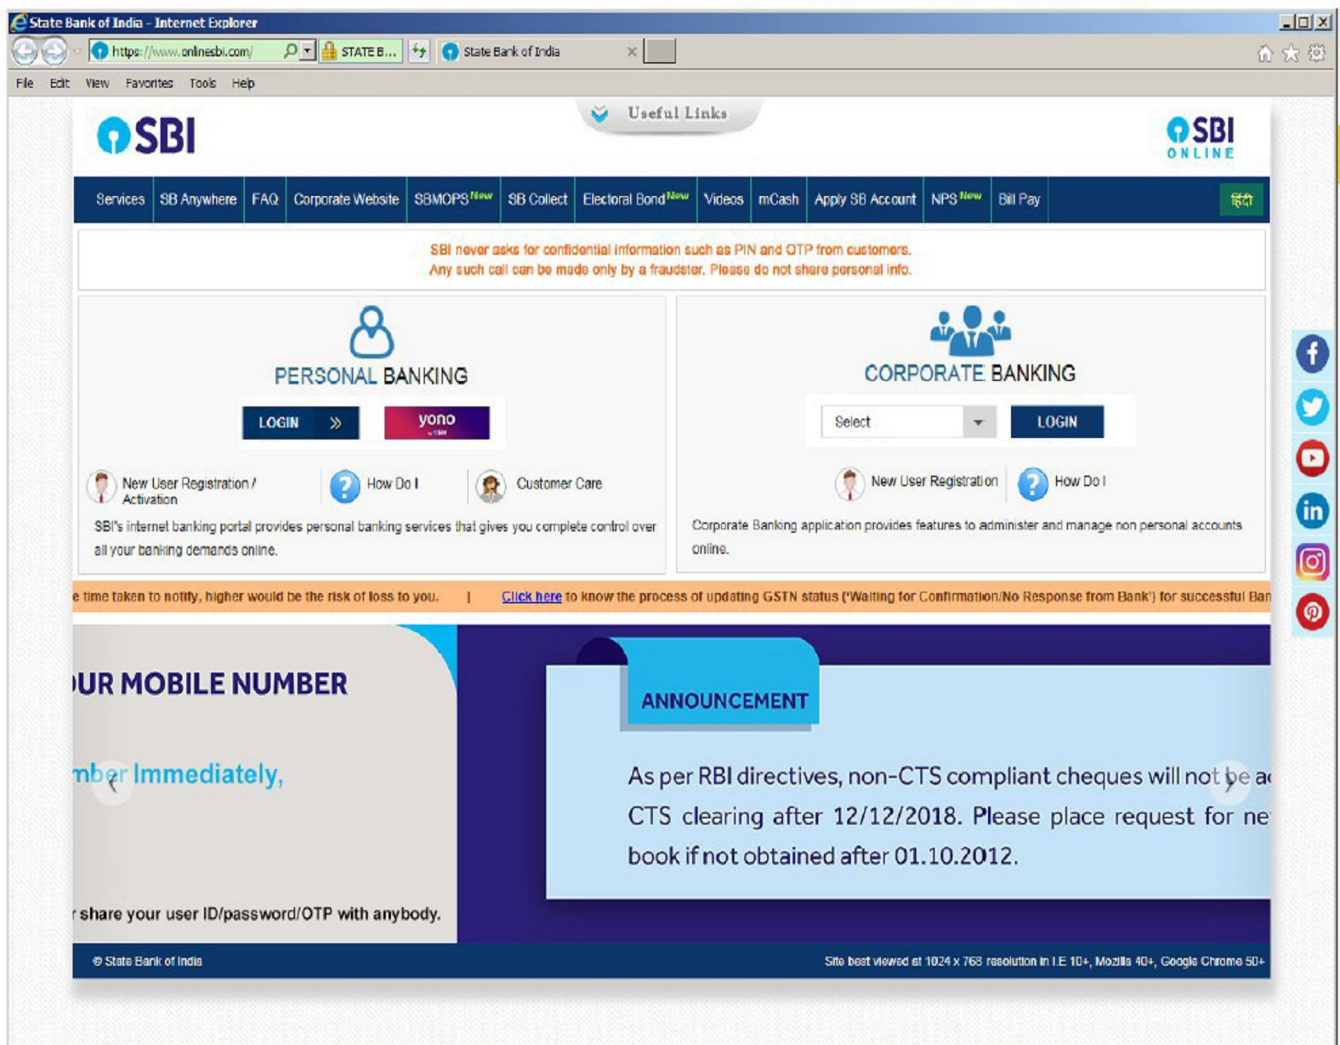 State Bank of India - Internet Explorer
https://www.onlinesbi.com/ STATE B... State Bank of India
File Edit View Favorites Tools Help
Useful Links
SBI
SBI
ONLINE
Services SB Anywhere FAQ Corporate Website SBMOPS New SB Collect Electoral Bond New Videos mCash Apply SB Account NPS New Bill Pay हिंदी
SBI never asks for confidential information such as PIN and OTP from customers.
Any such call can be made only by a fraudster. Please do not share personal info.
PERSONAL BANKING
LOGIN »
yono
New User Registration /
Activation
How Do I
Customer Care
SBI's internet banking portal provides personal banking services that gives you complete control over
all your banking demands online.
CORPORATE BANKING
Select
LOGIN
New User Registration
How Do I
Corporate Banking application provides features to administer and manage non personal accounts
online.
e time taken to notify, higher would be the risk of loss to you. | Click here to know the process of updating GSTN status ('Waiting for Confirmation/No Response from Bank') for successful Ban
OUR MOBILE NUMBER
mber Immediately,
r share your user ID/password/OTP with anybody.
ANNOUNCEMENT
As per RBI directives, non-CTS compliant cheques will not be ac
CTS clearing after 12/12/2018. Please place request for ne
book if not obtained after 01.10.2012.
© State Bank of India
Site best viewed at 1024 x 768 resolution in I.E 10+, Mozilla 40+, Google Chrome 50+